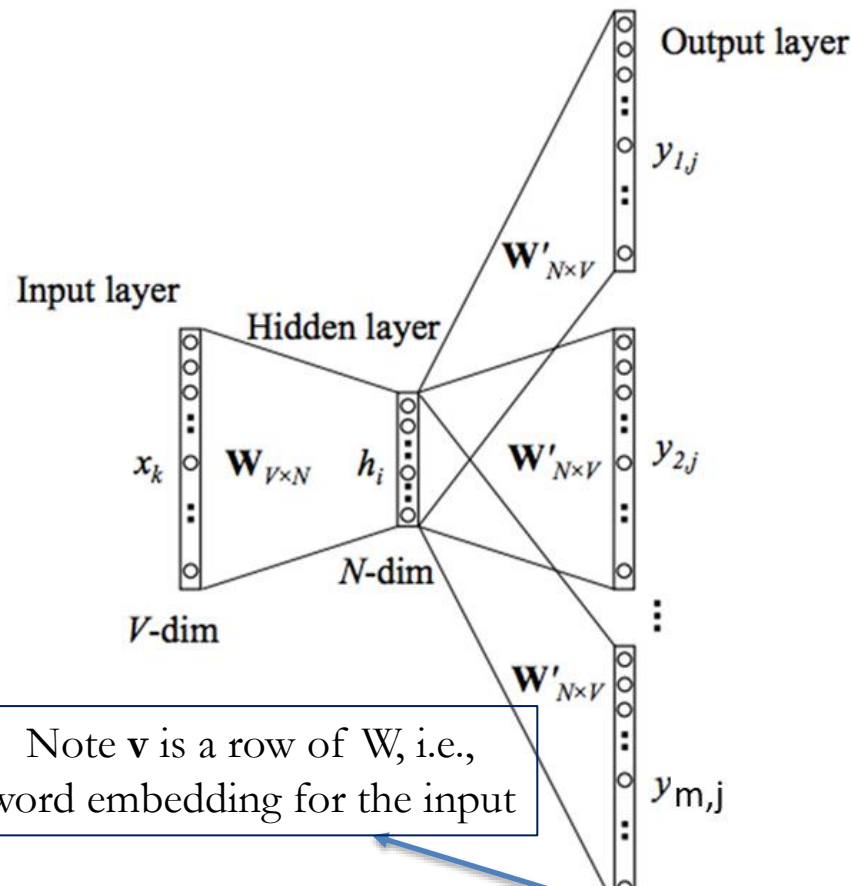 Output layer
y1,j
W'N×V
Input layer
Hidden layer
xk
WV×N
hi
W'N×V
y2,j
N-dim
V-dim
W'N×V
Note v is a row of W, i.e.,
word embedding for the input
ym,j